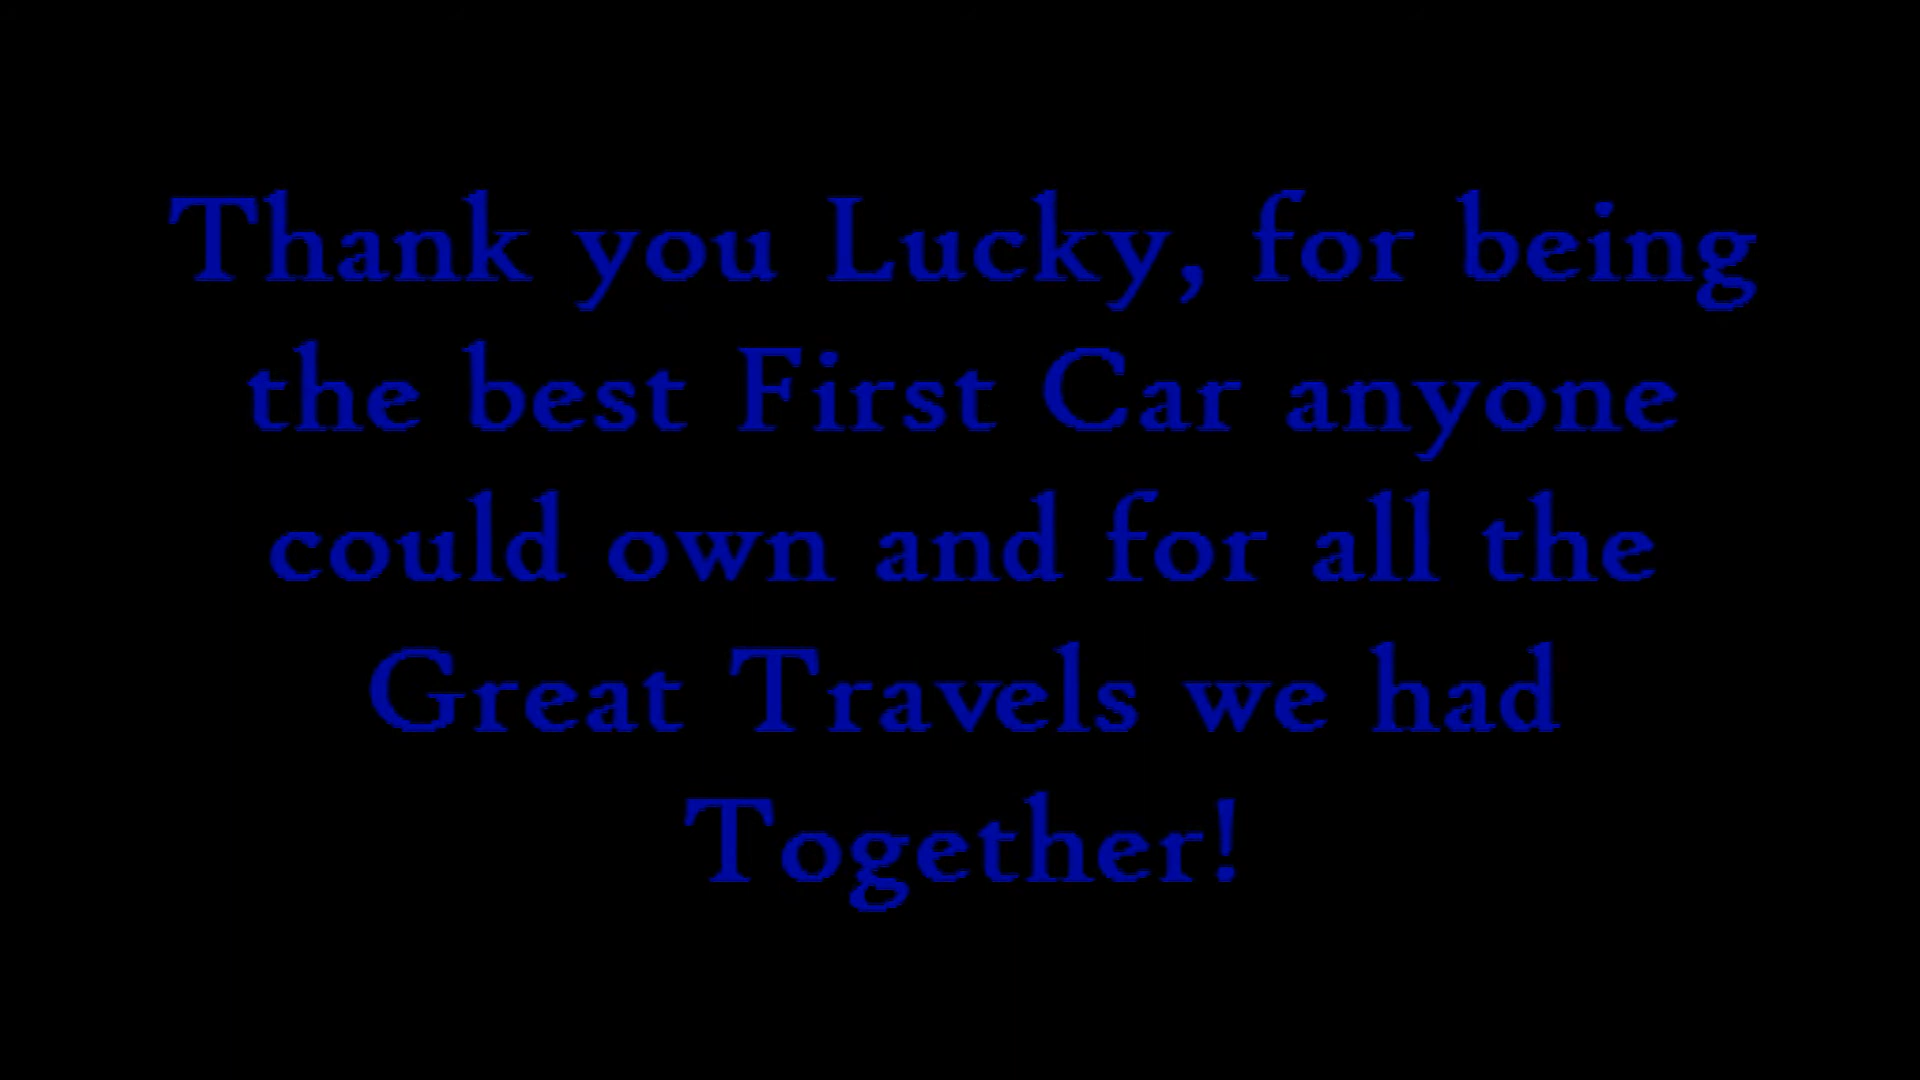 Thank you Lucky, for being
the best First Car anyone
could own and for all the
Great Travels we had
Together!